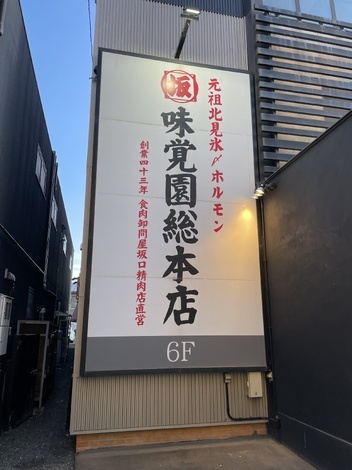 元祖北見氷〆ホルモン
坂
味覚園総本店
創業四十三年 食肉卸問屋坂口精肉店直営
6F